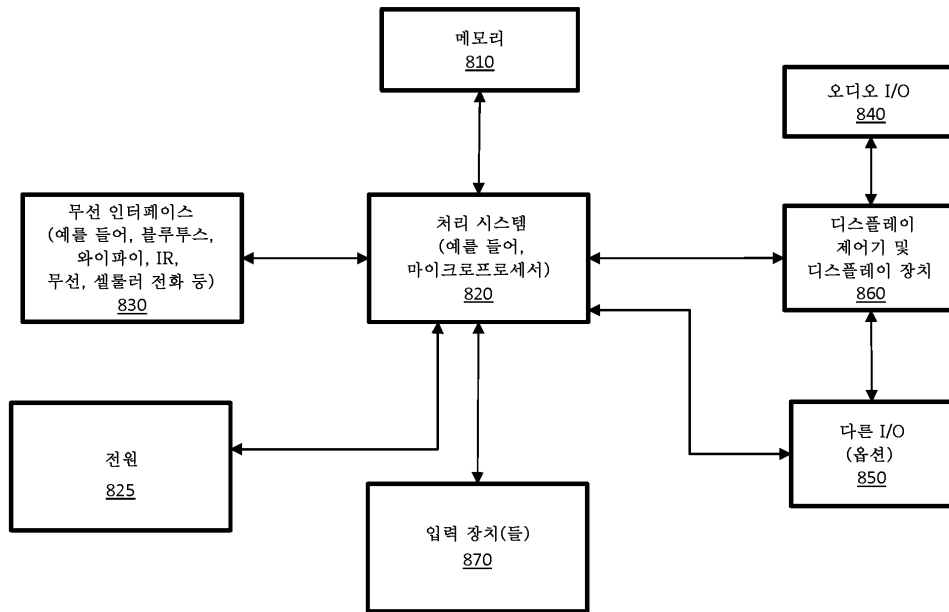 메모리
810
오디오 I/O
840
무선 인터페이스
(예를 들어, 블루투스,
와이파이, IR,
무선, 셀룰러 전화 등)
830
처리 시스템
(예를 들어,
마이크로프로세서)
820
디스플레이
제어기 및
디스플레이 장치
860
전원
825
입력 장치(들)
870
다른 I/O
(옵션)
850